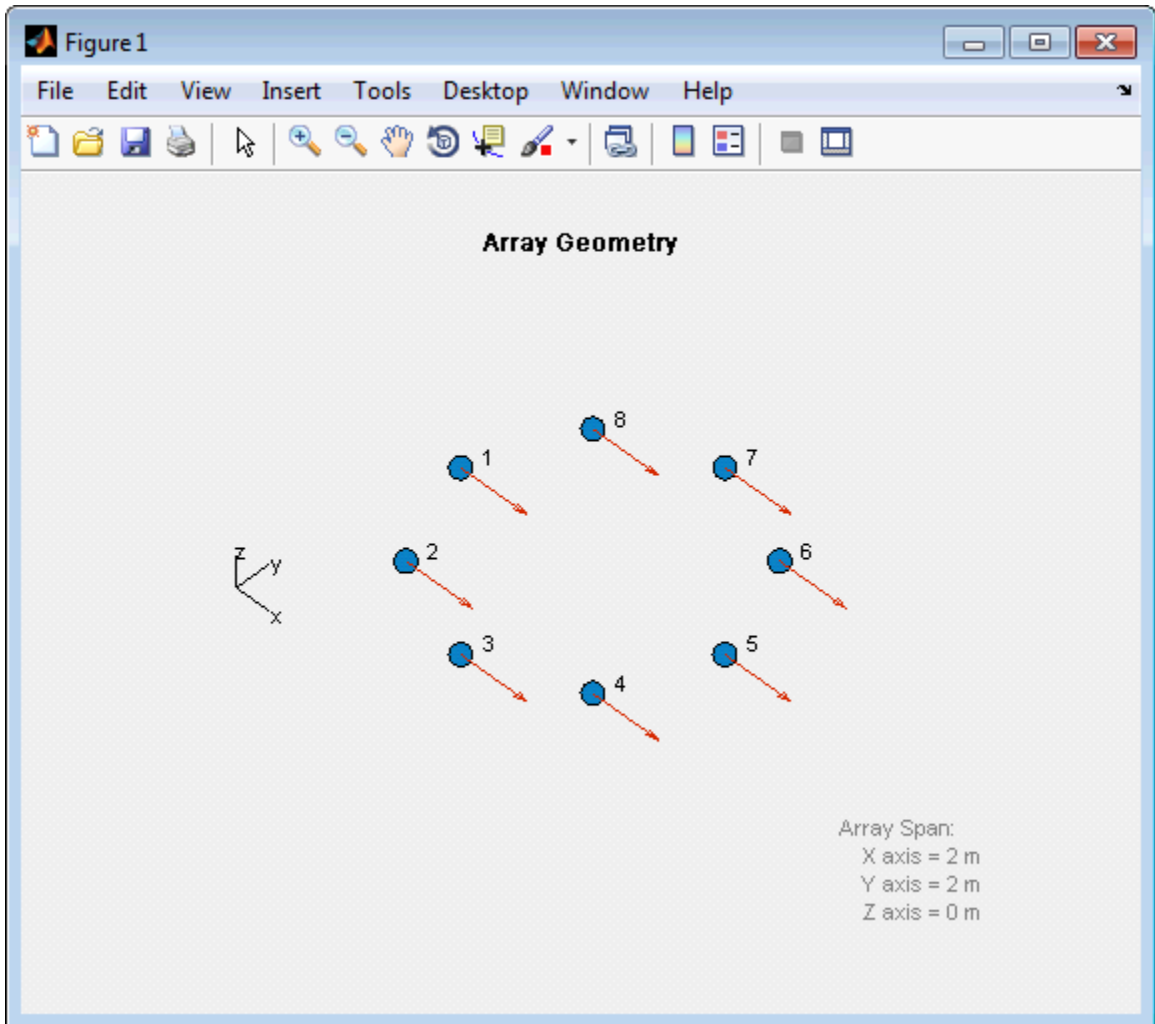 Figure 1
File Edit View Insert Tools Desktop Window Help
Array Geometry
8
1
7
z
y
2
6
x
3
5
4
Array Span:
X axis = 2 m
Y axis = 2 m
Z axis = 0 m